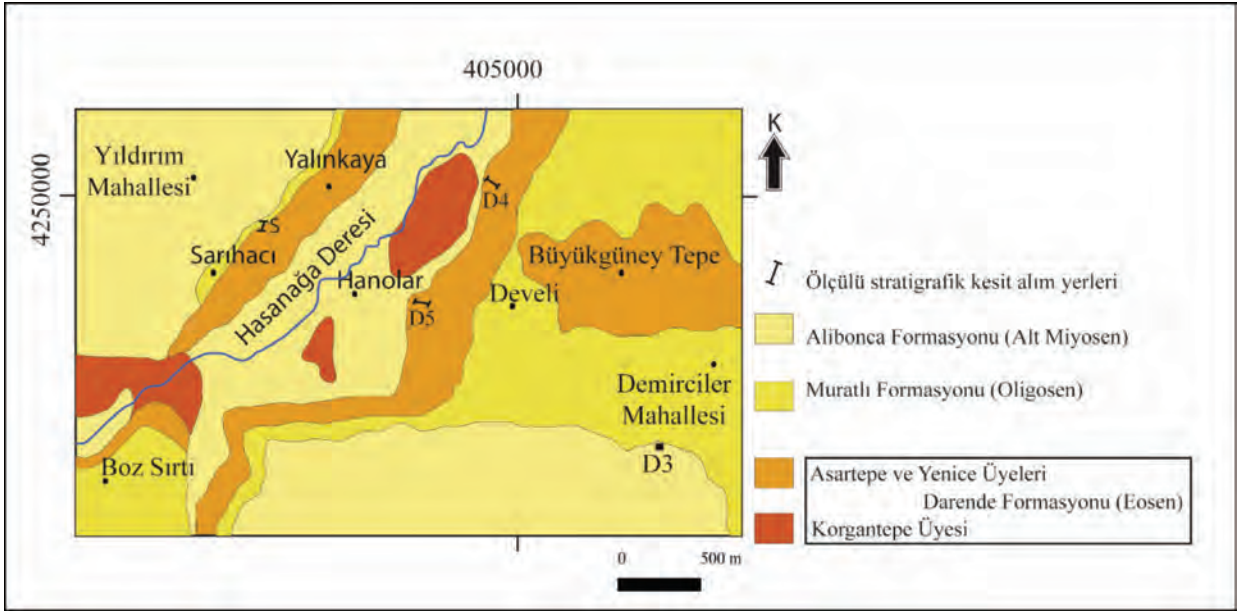 405000
4250000
K
Yıldırım
Mahallesi
Yalınkaya
S
Sarıhacı
Hasanağa Deresi
Hanolar
D4
D5
Büyükgüney Tepe
Develi
Demirciler
Mahallesi
D3
Boz Sırtı
Ölçülü stratigrafik kesit alım yerleri
Alibonca Formasyonu (Alt Miyosen)
Muratlı Formasyonu (Oligosen)
Asartepe ve Yenice Üyeleri
Darende Formasyonu (Eosen)
Korgantepe Üyesi
0 500 m